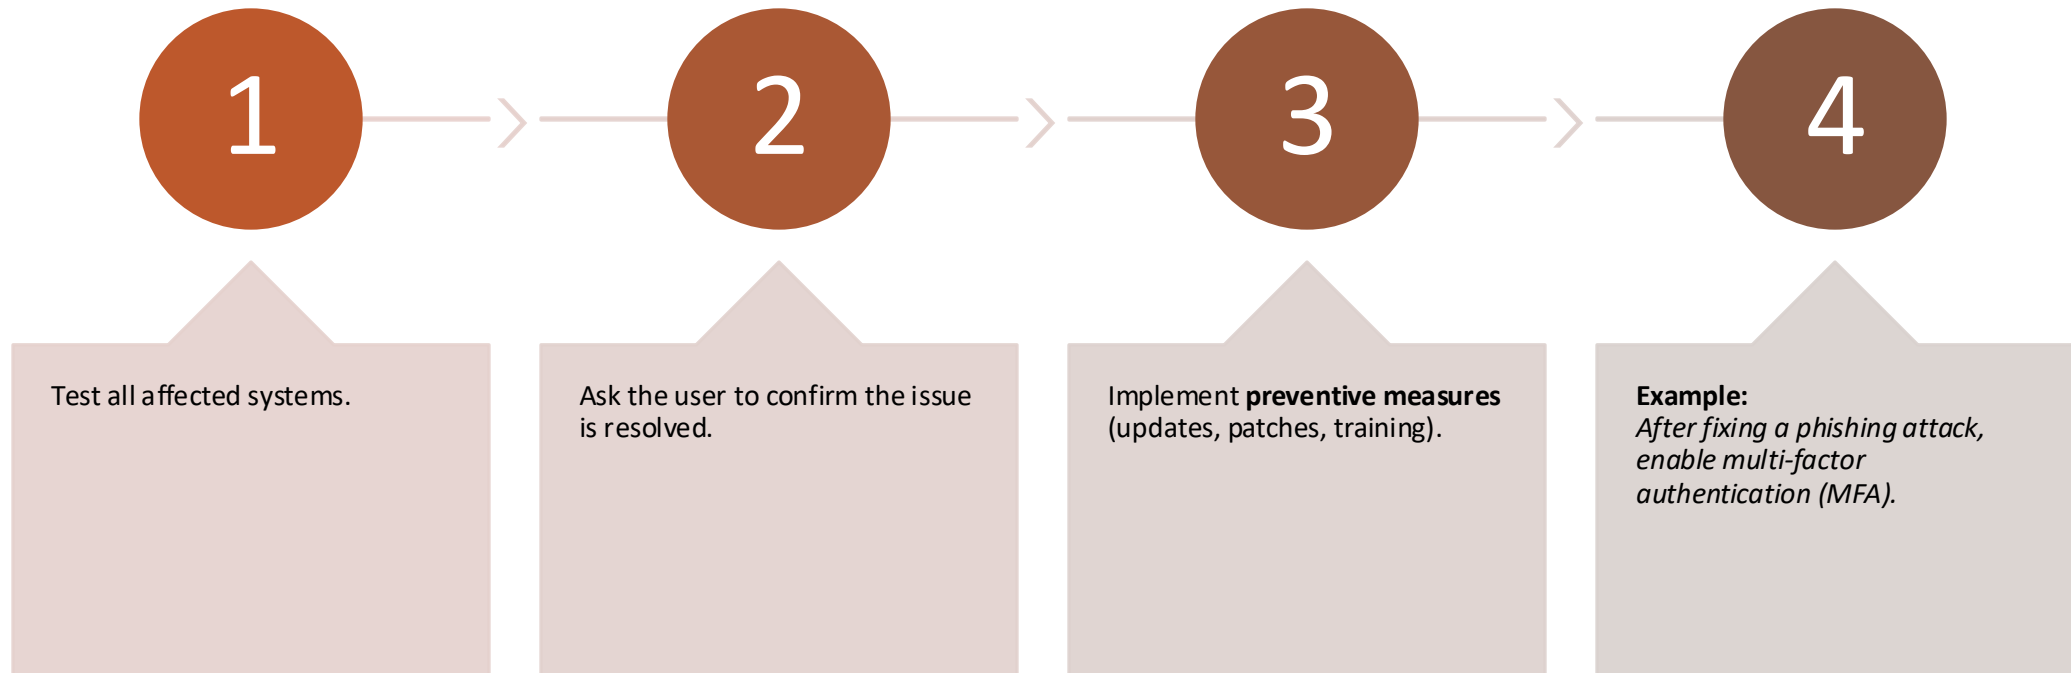 1
2
3
4
Test all affected systems.
Ask the user to confirm the issue
is resolved.
Implement preventive measures
(updates, patches, training).
Example:
After fixing a phishing attack,
enable multi-factor
authentication (MFA).